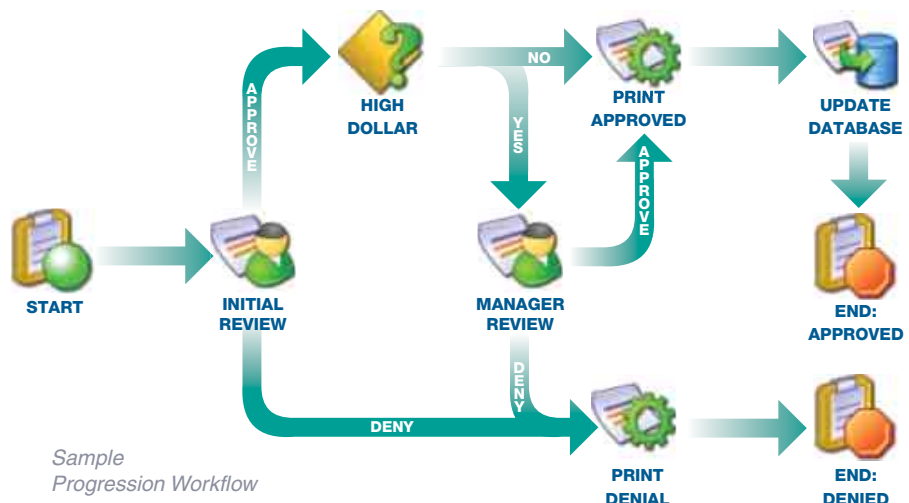 APPROVE
HIGH
DOLLAR
NO
YES
PRINT
APPROVED
APPROVE
UPDATE
DATABASE
START
INITIAL
REVIEW
MANAGER
REVIEW
END:
APPROVED
DENY
DENY
PRINT
DENIAL
END:
DENIED
Sample
Progression Workflow